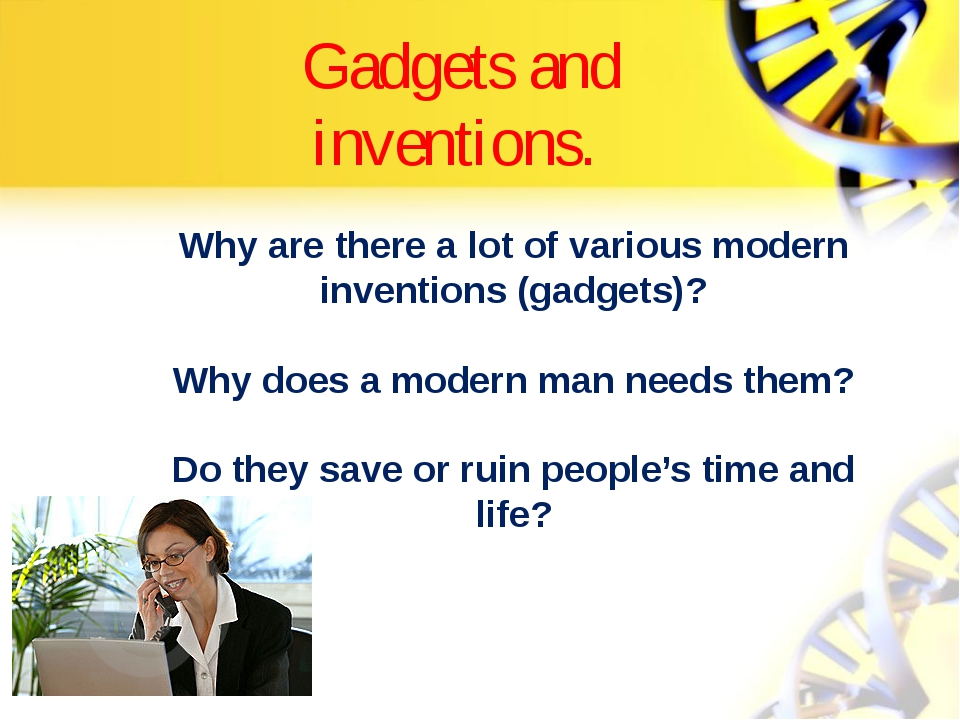 Gadgets and
inventions.
Why are there a lot of various modern
inventions (gadgets)?
Why does a modern man needs them?
Do they save or ruin people’s time and
life?